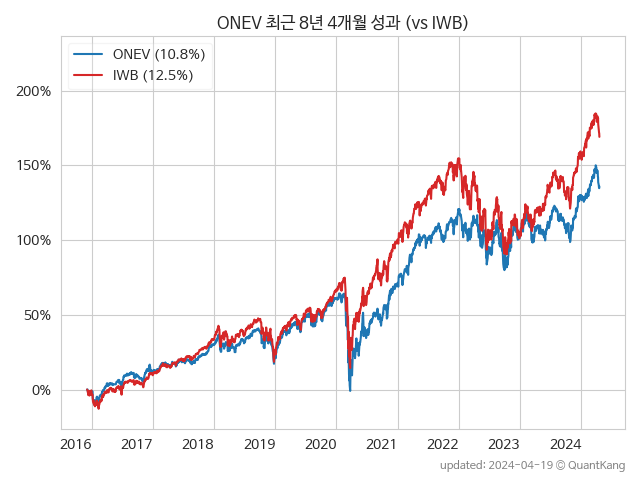 ONEV 최근 8년 4개월 성과 (vs IWB)
ONEV (10.8%)
IWB (12.5%)
200%
150%
100%
50%
0%
2016 2017 2018 2019 2020 2021 2022 2023 2024
updated: 2024-04-19 © QuantKang